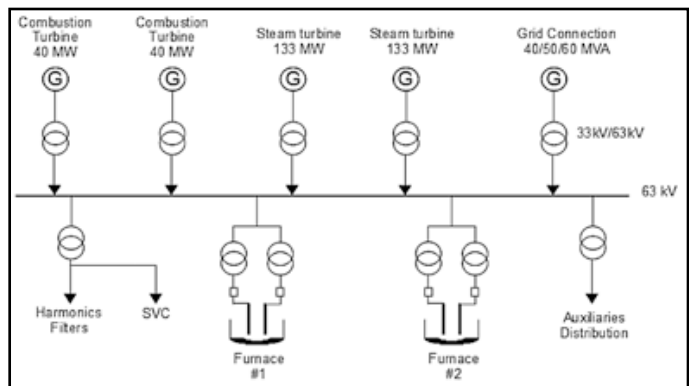 Combustion
Turbine
40 MW
Combustion
Turbine
40 MW
Steam turbine
133 MW
Steam turbine
133 MW
Grid Connection
40/50/60 MVA
G
G
G
G
G
33kV/63kV
63 kV
Harmonics
Filters
SVC
Furnace
#1
Furnace
#2
Auxiliaries
Distribution